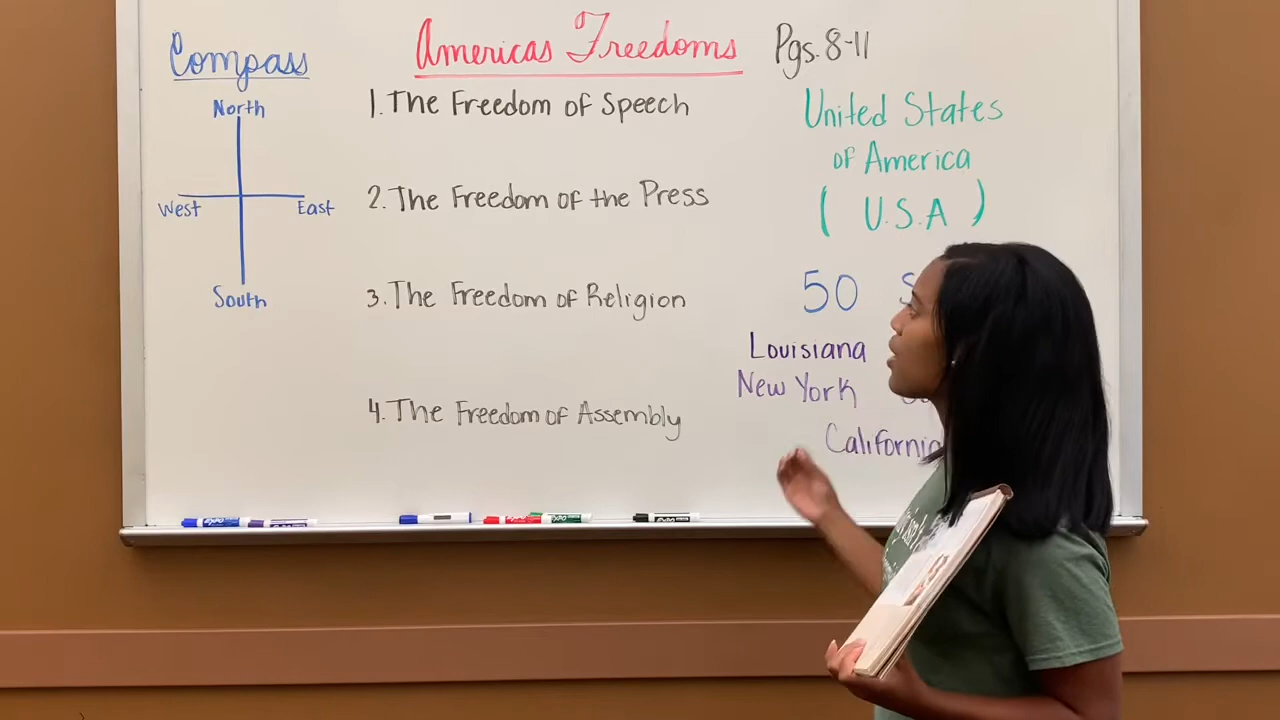 Compass
North
West East
South
Americas Freedoms
1. The Freedom of Speech
2. The Freedom of the Press
3. The Freedom of Religion
4. The Freedom of Assembly
Pgs. 8-11
United States
of America
( U.S.A )
50
Louisiana
New York
California